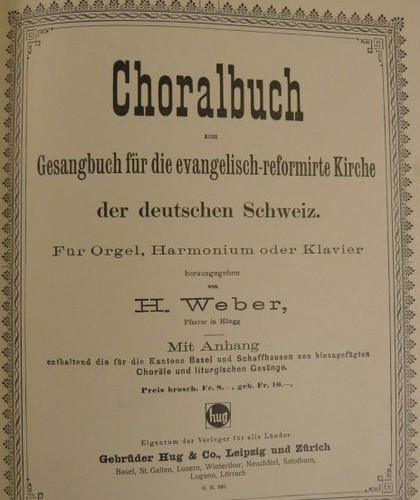 Choralbuch
zum
Gesangbuch für die evangelisch-reformirte Kirche
der deutschen Schweiz.
Für Orgel, Harmonium oder Klavier
herausgegeben
von
H. Weber,
Pfarrer in Höngg.
Mit Anhang
enthaltend die für die Kantone Basel und Schaffhausen neu hinzugefügten
Choräle und liturgischen Gesänge.
Preis brosch. Fr. 8.–, geb. Fr. 10.–.
hug
Eigentum der Verleger für alle Länder
Gebrüder Hug & Co., Leipzig und Zürich
Basel, St. Gallen, Luzern, Winterthur, Neuchâtel, Solothurn,
Lugano, Lörrach